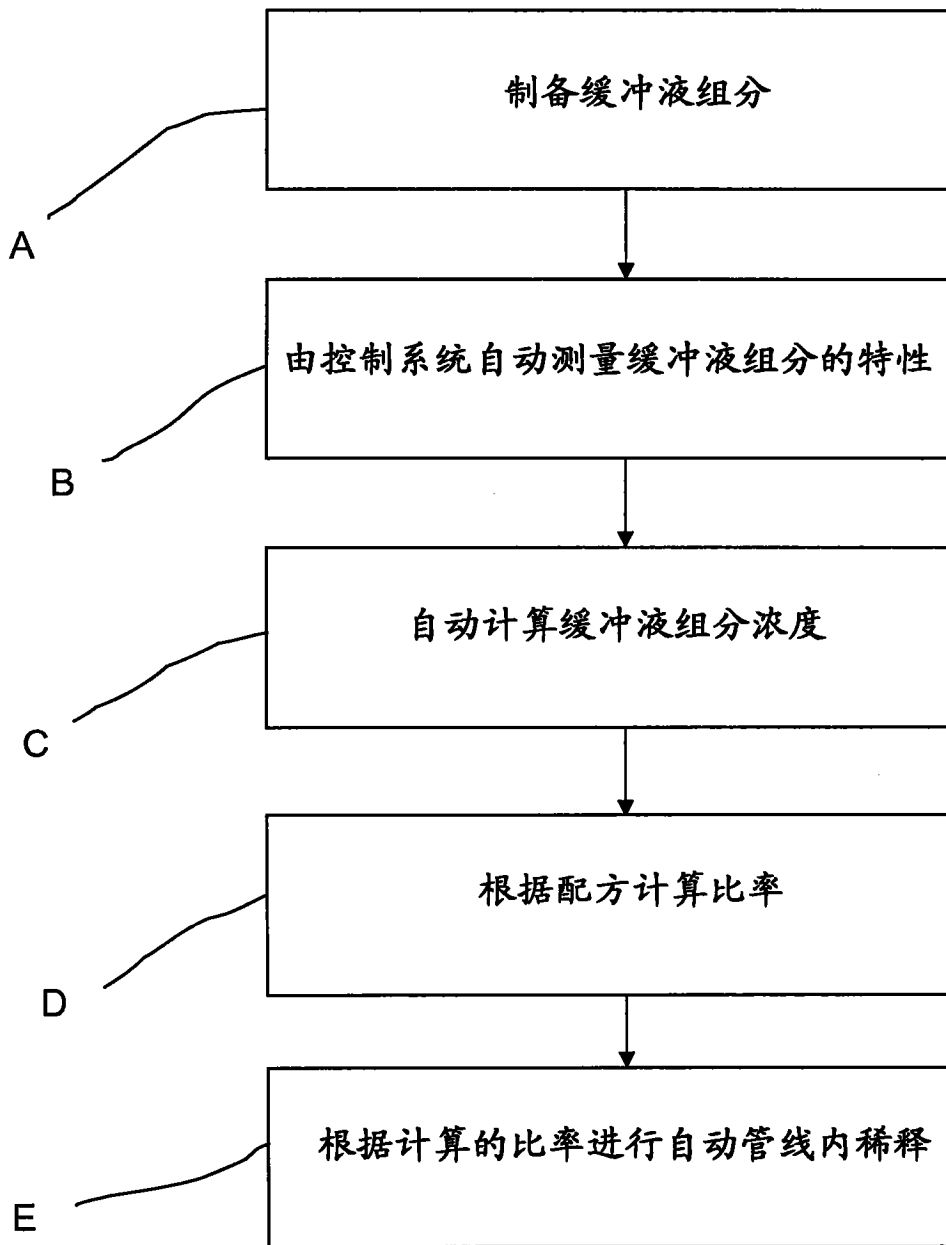 制备缓冲液组分
A
由控制系统自动测量缓冲液组分的特性
B
自动计算缓冲液组分浓度
C
根据配方计算比率
D
根据计算的比率进行自动管线内稀释
E